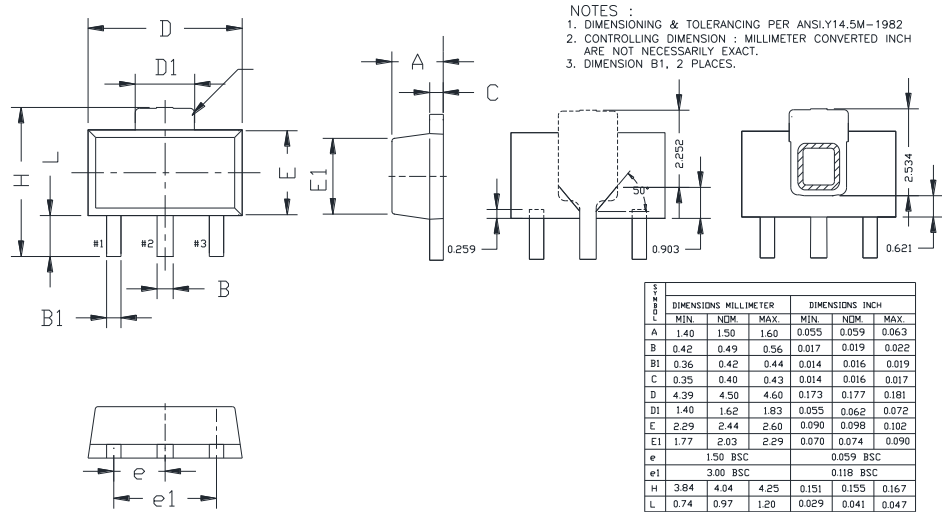 NOTES :
1. DIMENSIONING & TOLERANCING PER ANSI.Y14.5M-1982
2. CONTROLLING DIMENSION : MILLIMETER CONVERTED INCH
ARE NOT NECESSARILY EXACT.
3. DIMENSION B1, 2 PLACES.
D
D1
A
C
H
L
E
E1
#1 #2 #3
B
B1
2.252
50°
0.259
0.903
2.534
0.621
e
e1
SYMBOL DIMENSIONS MILLIMETER DIMENSIONS INCH
MIN. NOM. MAX. MIN. NOM. MAX.
A 1.40 1.50 1.60 0.055 0.059 0.063
B 0.42 0.49 0.56 0.017 0.019 0.022
B1 0.36 0.42 0.44 0.014 0.016 0.019
C 0.35 0.40 0.43 0.014 0.016 0.017
D 4.39 4.50 4.60 0.173 0.177 0.181
D1 1.40 1.62 1.83 0.055 0.062 0.072
E 2.29 2.44 2.60 0.090 0.098 0.102
E1 1.77 2.03 2.29 0.070 0.074 0.090
e 1.50 BSC 0.059 BSC
e1 3.00 BSC 0.118 BSC
H 3.84 4.04 4.25 0.151 0.155 0.167
L 0.74 0.97 1.20 0.029 0.041 0.047